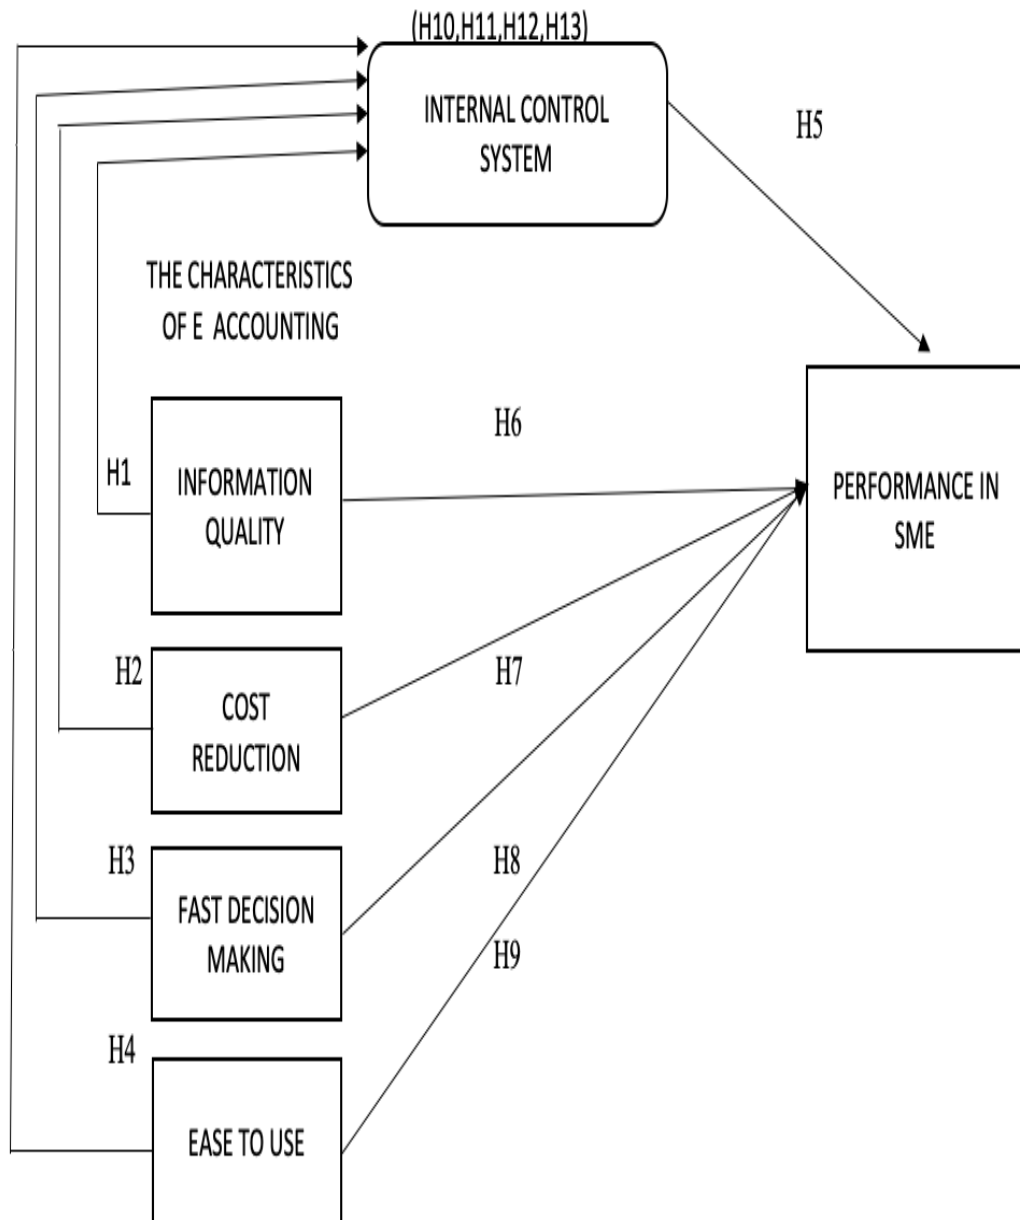 (H10,H11,H12,H13)
INTERNAL CONTROL
SYSTEM
H5
THE CHARACTERISTICS
OF E ACCOUNTING
H1
INFORMATION
QUALITY
H6
PERFORMANCE IN
SME
H2
COST
REDUCTION
H7
H3
FAST DECISION
MAKING
H8
H9
H4
EASE TO USE